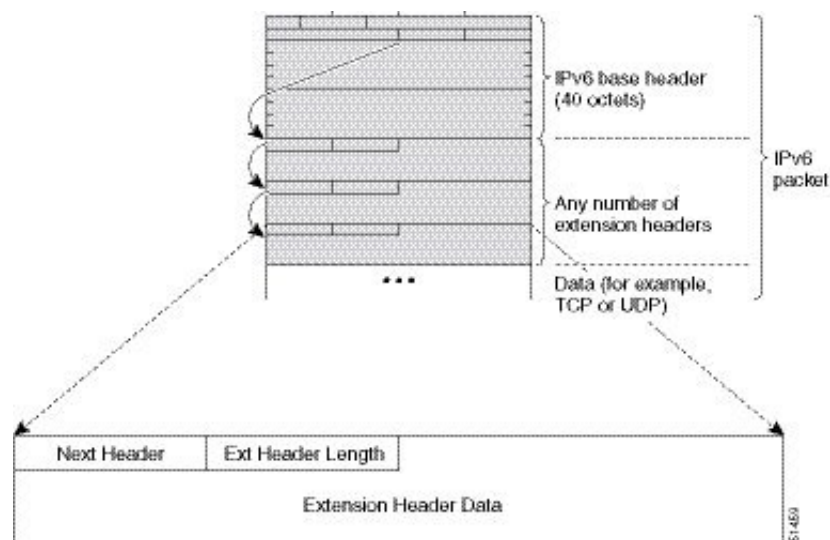 IPv6 base header
(40 octets)
IPv6
packet
Any number of
extension headers
...
Data (for example,
TCP or UDP)
Next Header
Ext Header Length
Extension Header Data
51459